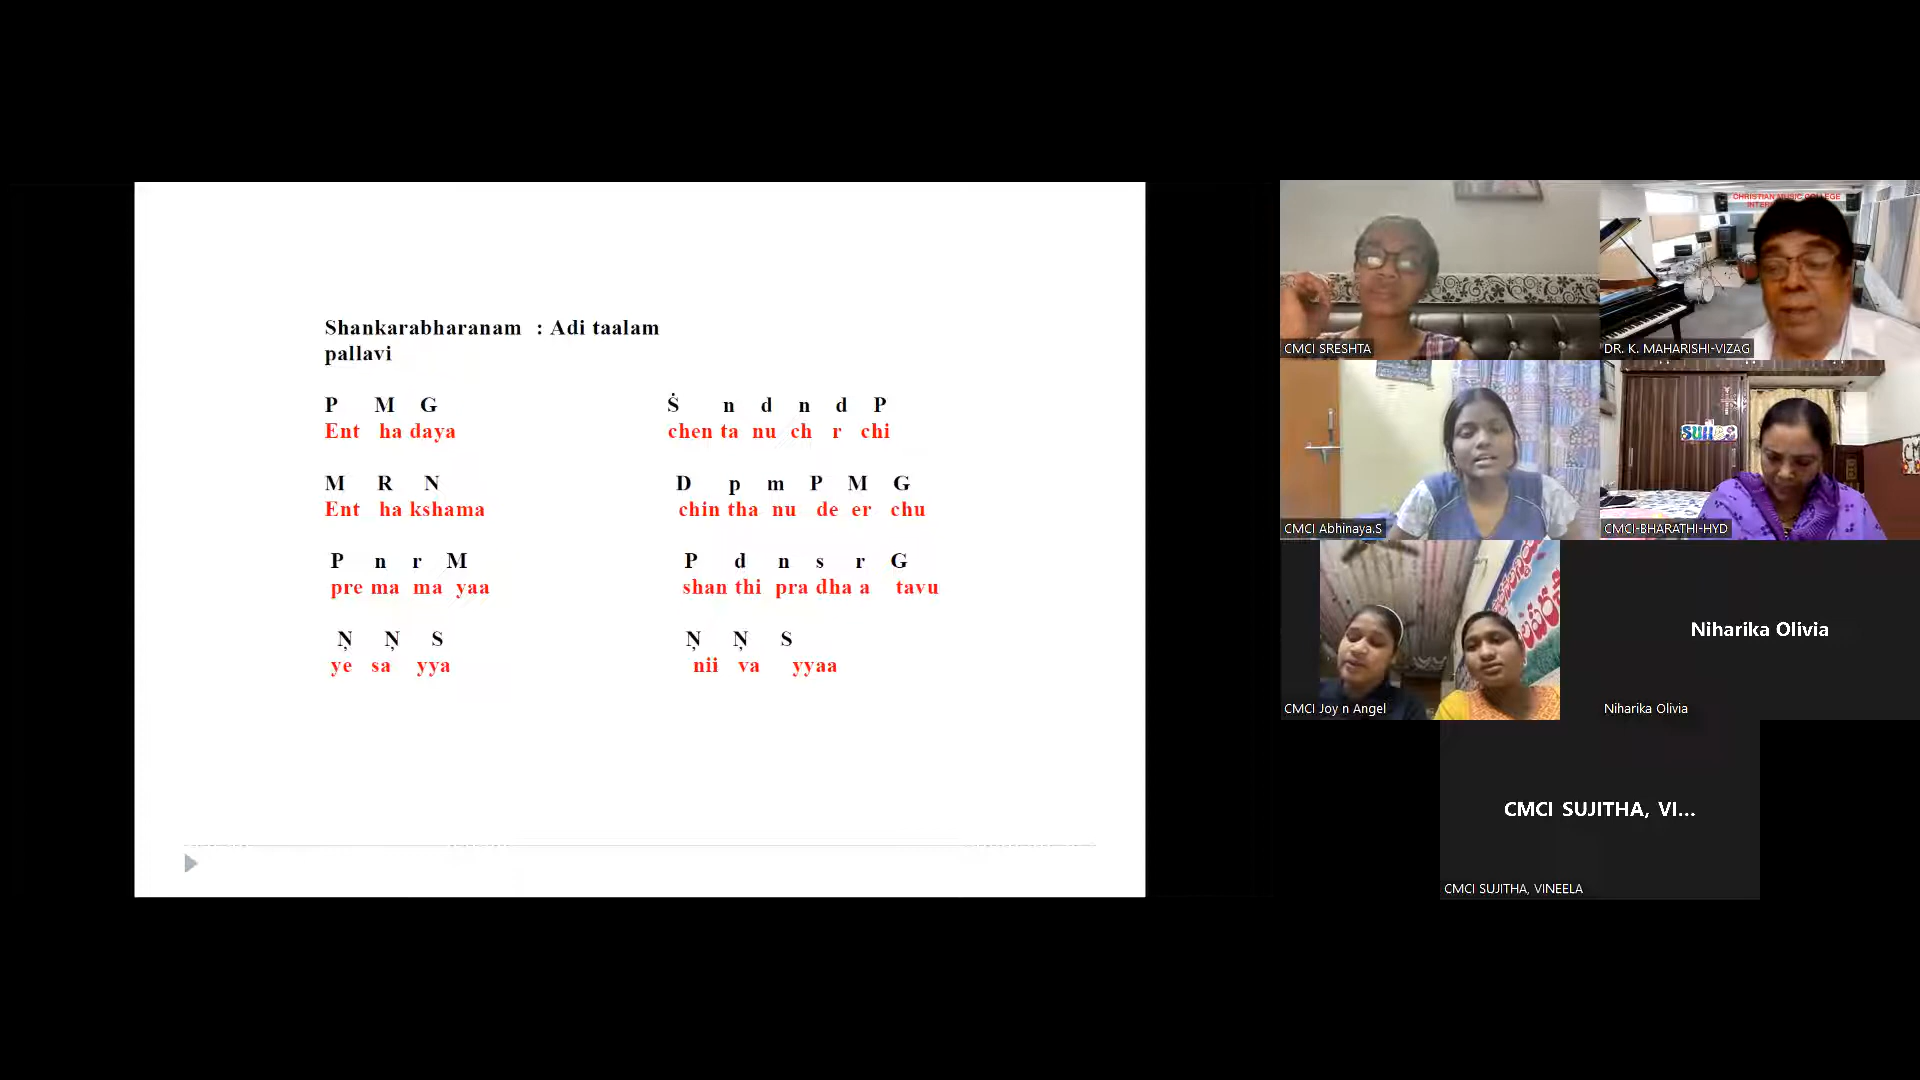 Shankarabharanam : Adi taalam
pallavi
P M G
Ent ha daya
M R N
Ent ha kshama
P n r M
pre ma ma yaa
Ṇ Ṇ S
ye sa yya
Ṡ n d n d P
chen ta nu ch r chi
D p m P M G
chin tha nu de er chu
P d n s r G
shan thi pra dha a tavu
Ṇ Ṇ S
nii va yyaa
CMCI SRESHTA
CHRISTIAN MUSIC COLLEGE
DR. K. MAHARISHI-VIZAG
CMCI Abhinaya.S
CMCI-BHARATHI-HYD
CMCI Joy n Angel
Niharika Olivia
Niharika Olivia
CMCI SUJITHA, VI...
CMCI SUJITHA, VINEELA